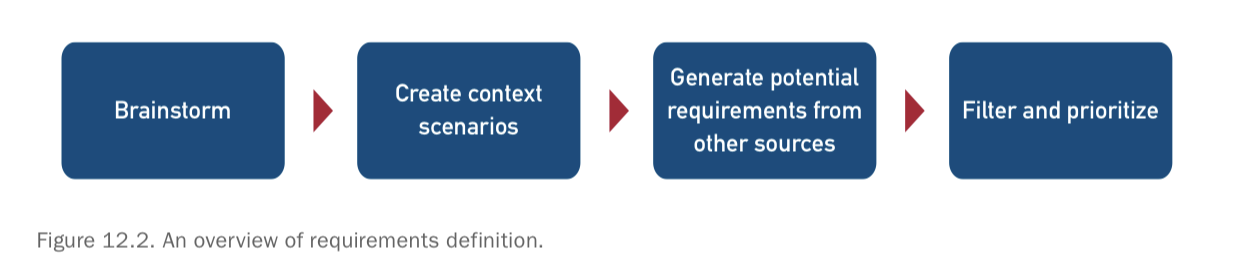 Brainstorm
Create context
scenarios
Generate potential
requirements from
other sources
Filter and prioritize
Figure 12.2. An overview of requirements definition.